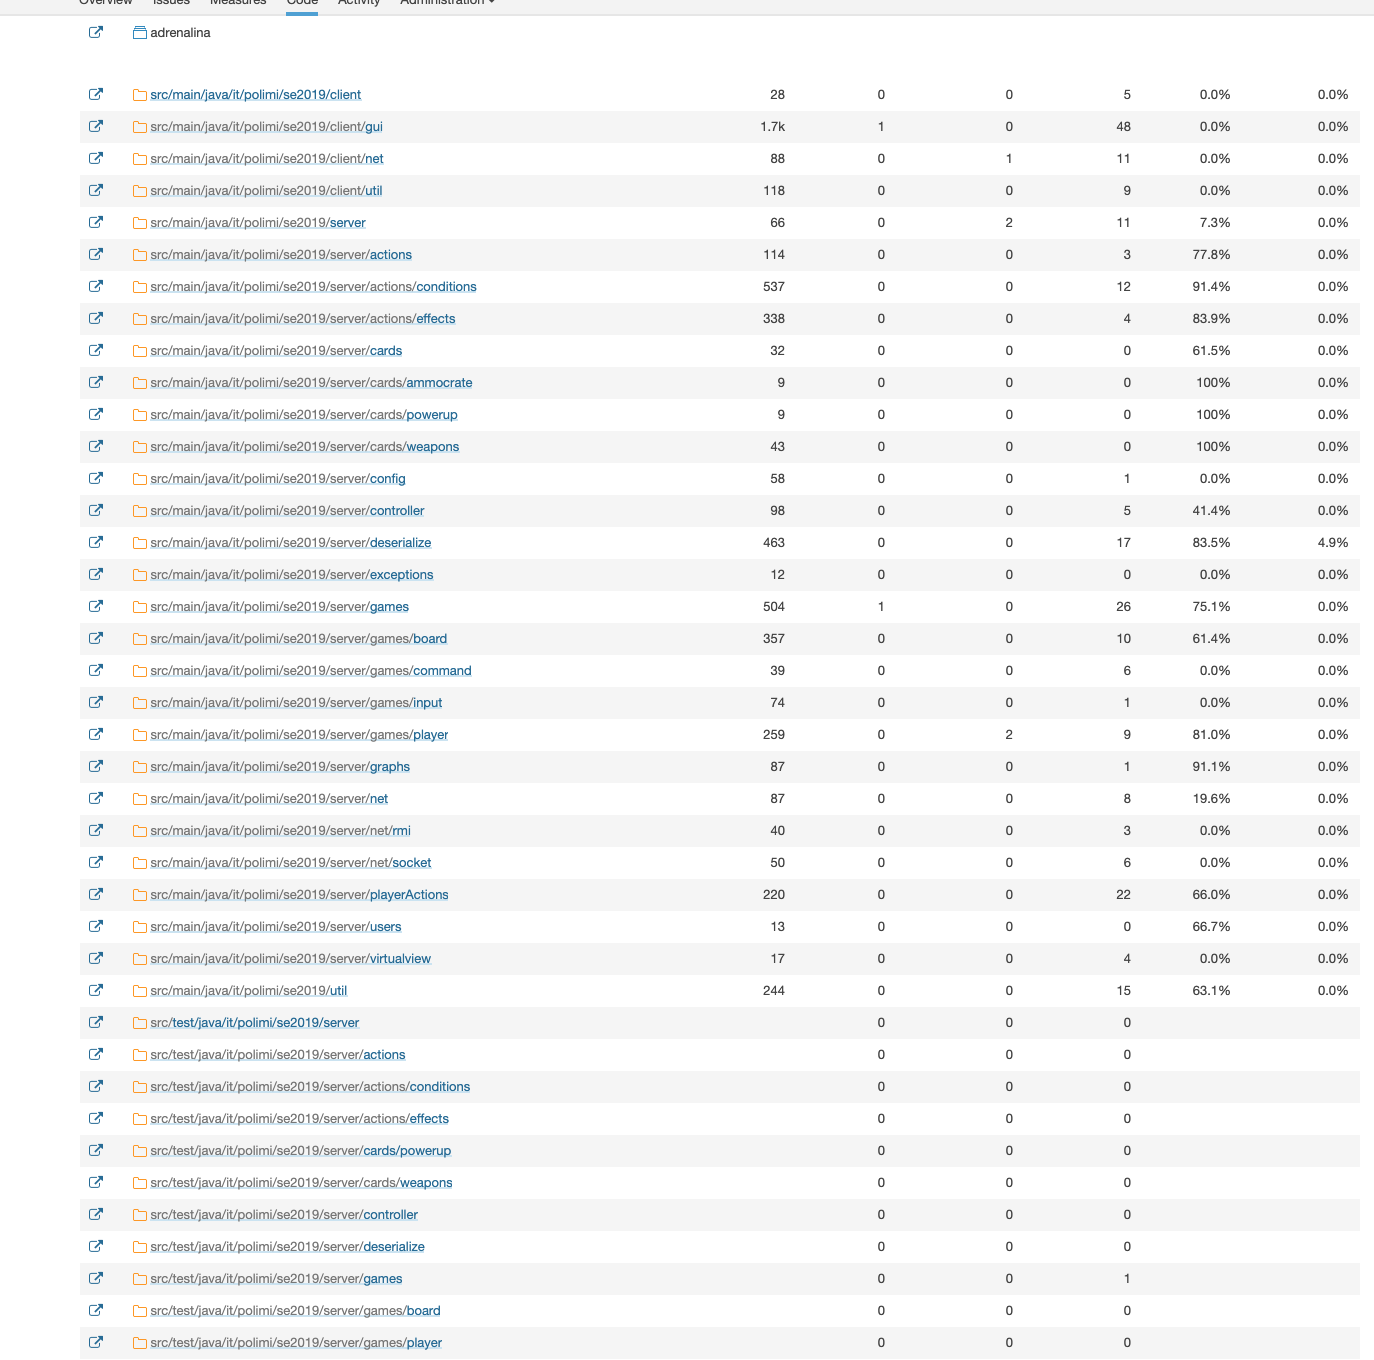 Overview Issues Measures Code Activity Administration
adrenalina
src/main/java/it/polimi/se2019/client 28 0 0 5 0.0% 0.0%
src/main/java/it/polimi/se2019/client/gui 1.7k 1 0 48 0.0% 0.0%
src/main/java/it/polimi/se2019/client/net 88 0 1 11 0.0% 0.0%
src/main/java/it/polimi/se2019/client/util 118 0 0 9 0.0% 0.0%
src/main/java/it/polimi/se2019/server 66 0 2 11 7.3% 0.0%
src/main/java/it/polimi/se2019/server/actions 114 0 0 3 77.8% 0.0%
src/main/java/it/polimi/se2019/server/actions/conditions 537 0 0 12 91.4% 0.0%
src/main/java/it/polimi/se2019/server/actions/effects 338 0 0 4 83.9% 0.0%
src/main/java/it/polimi/se2019/server/cards 32 0 0 0 61.5% 0.0%
src/main/java/it/polimi/se2019/server/cards/ammocrate 9 0 0 0 100% 0.0%
src/main/java/it/polimi/se2019/server/cards/powerup 9 0 0 0 100% 0.0%
src/main/java/it/polimi/se2019/server/cards/weapons 43 0 0 0 100% 0.0%
src/main/java/it/polimi/se2019/server/config 58 0 0 1 0.0% 0.0%
src/main/java/it/polimi/se2019/server/controller 98 0 0 5 41.4% 0.0%
src/main/java/it/polimi/se2019/server/deserialize 463 0 0 17 83.5% 4.9%
src/main/java/it/polimi/se2019/server/exceptions 12 0 0 0 0.0% 0.0%
src/main/java/it/polimi/se2019/server/games 504 1 0 26 75.1% 0.0%
src/main/java/it/polimi/se2019/server/games/board 357 0 0 10 61.4% 0.0%
src/main/java/it/polimi/se2019/server/games/command 39 0 0 6 0.0% 0.0%
src/main/java/it/polimi/se2019/server/games/input 74 0 0 1 0.0% 0.0%
src/main/java/it/polimi/se2019/server/games/player 259 0 2 9 81.0% 0.0%
src/main/java/it/polimi/se2019/server/graphs 87 0 0 1 91.1% 0.0%
src/main/java/it/polimi/se2019/server/net 87 0 0 8 19.6% 0.0%
src/main/java/it/polimi/se2019/server/net/rmi 40 0 0 3 0.0% 0.0%
src/main/java/it/polimi/se2019/server/net/socket 50 0 0 6 0.0% 0.0%
src/main/java/it/polimi/se2019/server/playerActions 220 0 0 22 66.0% 0.0%
src/main/java/it/polimi/se2019/server/users 13 0 0 0 66.7% 0.0%
src/main/java/it/polimi/se2019/server/virtualview 17 0 0 4 0.0% 0.0%
src/main/java/it/polimi/se2019/util 244 0 0 15 63.1% 0.0%
src/test/java/it/polimi/se2019/server 0 0 0
src/test/java/it/polimi/se2019/server/actions 0 0 0
src/test/java/it/polimi/se2019/server/actions/conditions 0 0 0
src/test/java/it/polimi/se2019/server/actions/effects 0 0 0
src/test/java/it/polimi/se2019/server/cards/powerup 0 0 0
src/test/java/it/polimi/se2019/server/cards/weapons 0 0 0
src/test/java/it/polimi/se2019/server/controller 0 0 0
src/test/java/it/polimi/se2019/server/deserialize 0 0 0
src/test/java/it/polimi/se2019/server/games 0 0 1
src/test/java/it/polimi/se2019/server/games/board 0 0 0
src/test/java/it/polimi/se2019/server/games/player 0 0 0